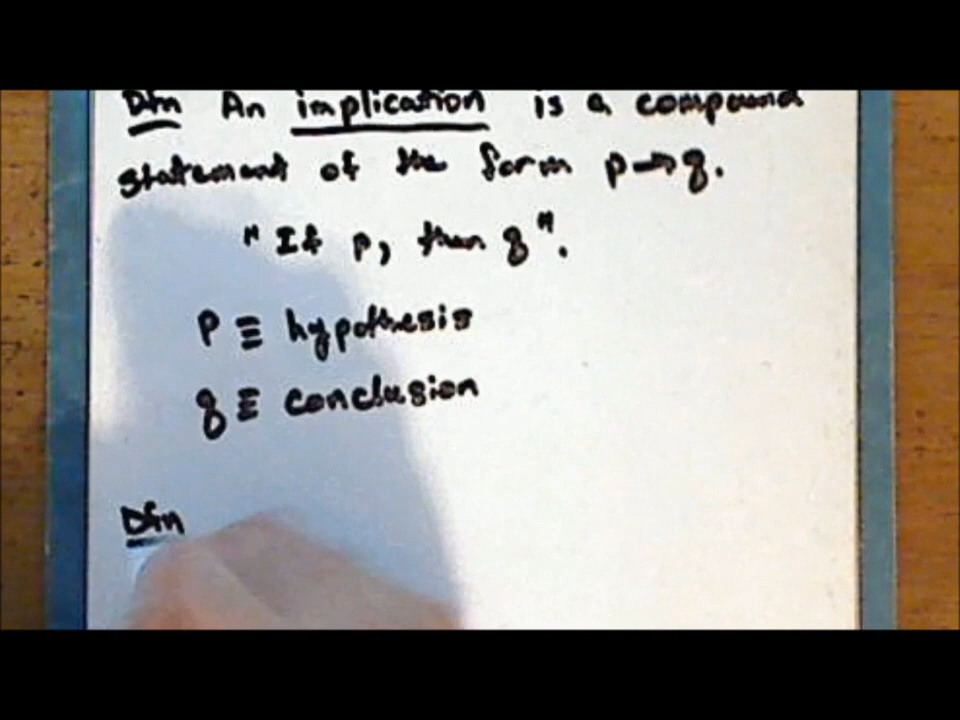 Dfn An implication is a compound
statement of the form p→q.
"If p, then q".
p ≡ hypothesis
q ≡ conclusion
Dfn